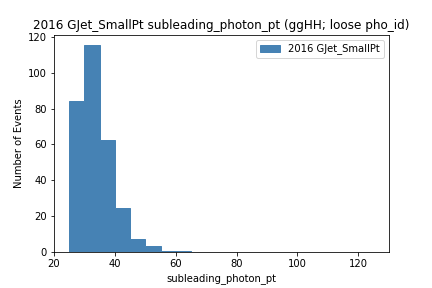 2016 GJet_SmallPt subleading_photon_pt (ggHH; loose pho_id)
120
100
80
60
40
20
0
Number of Events
2016 GJet_SmallPt
20 40 60 80 100 120
subleading_photon_pt